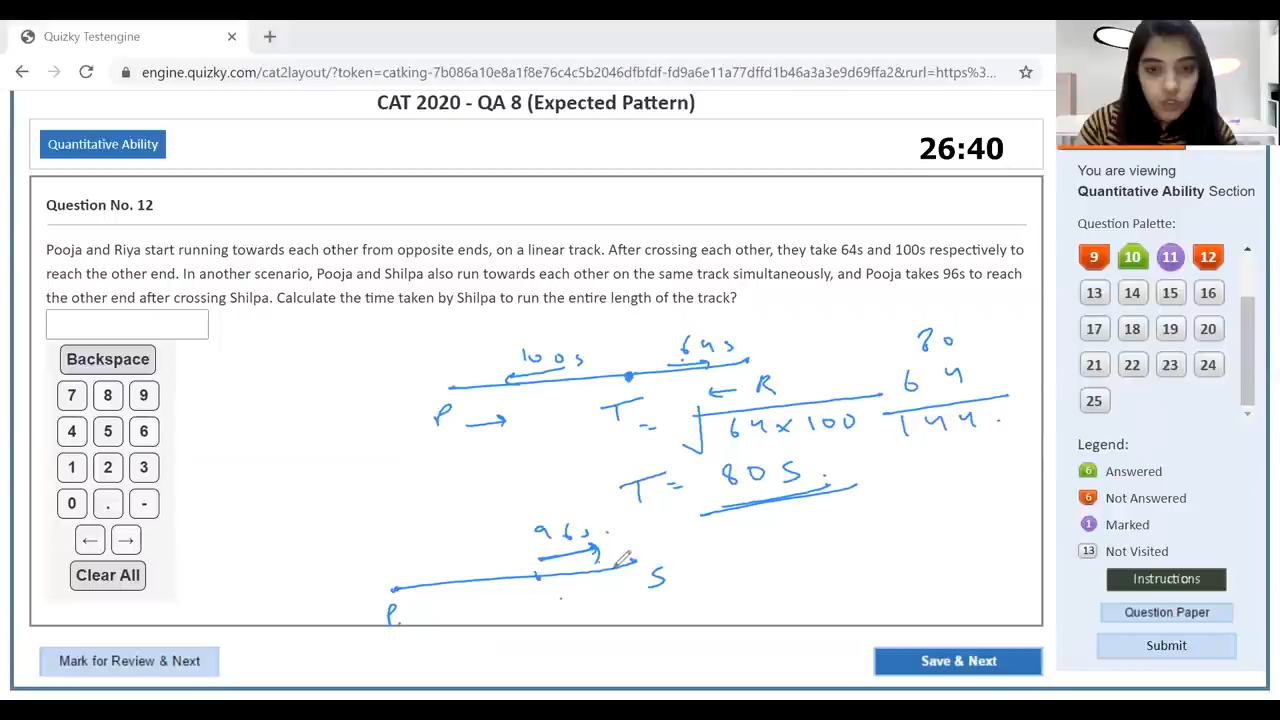 Quizky Testengine
engine.quizky.com/cat2layout/?token=catking-7b086a10e8a1f8e76c4c5b2046dfbfdf-fd9a6e11a77dffd1b46a3a3e9d69ffa2&rurl=https%3...
CAT 2020 - QA 8 (Expected Pattern)
Quantitative Ability
26:40
Question No. 12
Pooja and Riya start running towards each other from opposite ends, on a linear track. After crossing each other, they take 64s and 100s respectively to
reach the other end. In another scenario, Pooja and Shilpa also run towards each other on the same track simultaneously, and Pooja takes 96s to reach
the other end after crossing Shilpa. Calculate the time taken by Shilpa to run the entire length of the track?
Backspace
7 8 9
4 5 6
1 2 3
0 . -
← →
Clear All
100s 64s
P → ← R
T = √64×100
T = 80 S.
80
64
144.
96s.
P. S
Mark for Review & Next
Save & Next
You are viewing
Quantitative Ability Section
Question Palette:
9 10 11 12
13 14 15 16
17 18 19 20
21 22 23 24
25
Legend:
6 Answered
6 Not Answered
1 Marked
13 Not Visited
Instructions
Question Paper
Submit